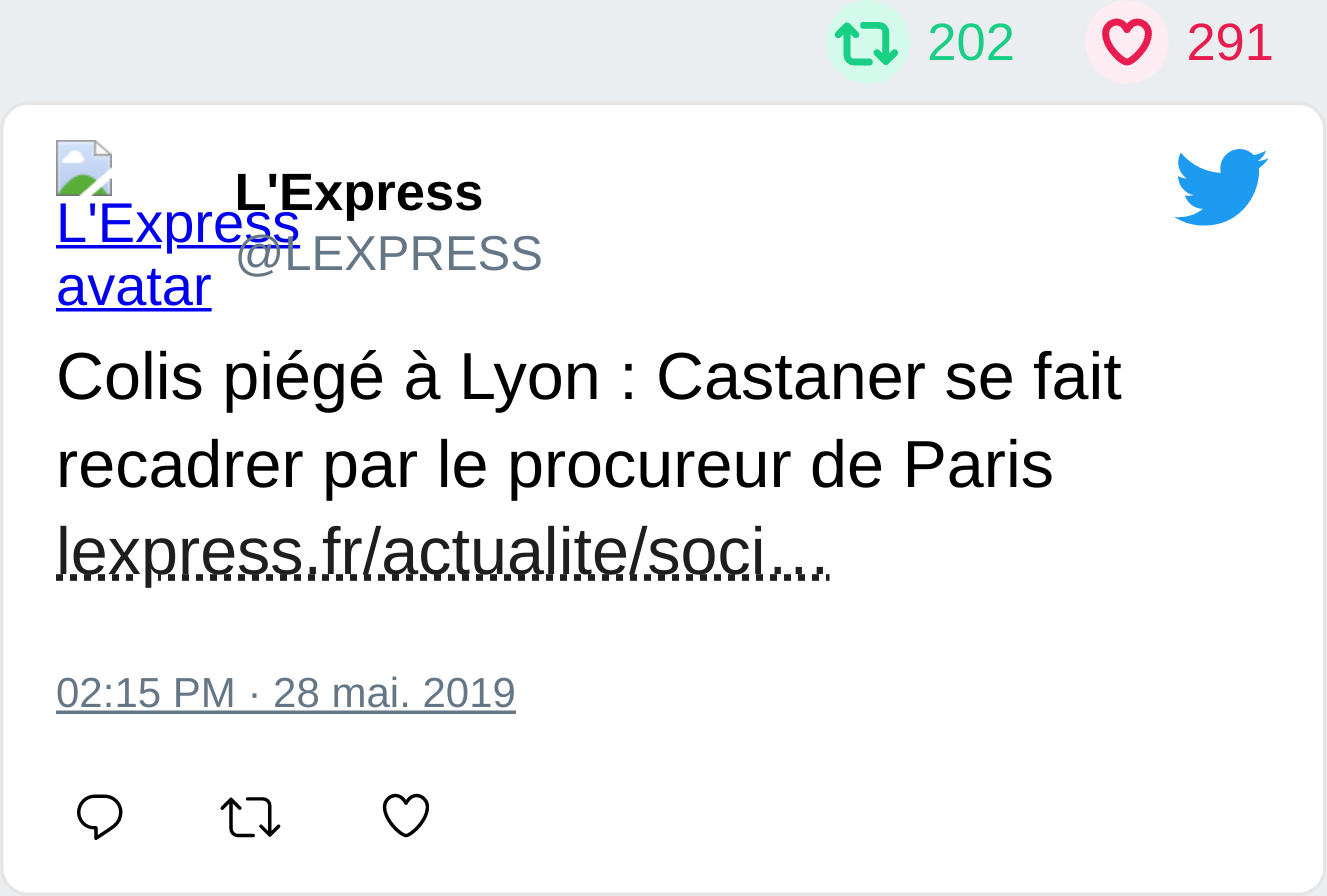 202 291
L'Express
@LEXPRESS
L'Express
avatar
Colis piégé à Lyon : Castaner se fait
recadrer par le procureur de Paris
lexpress.fr/actualite/soci…
02:15 PM · 28 mai. 2019